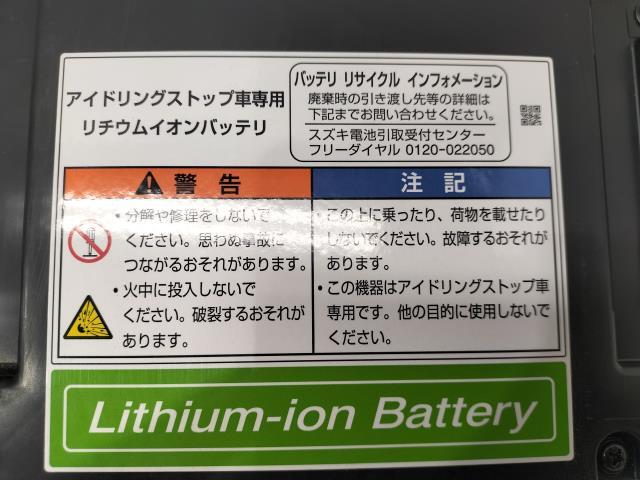 アイドリングストップ車専用
リチウムイオンバッテリ
バッテリ リサイクル インフォメーション
廃棄時の引き渡し先等の詳細は
下記までお問い合わせください。
スズキ電池引取受付センター
フリーダイヤル 0120-022050
警告
・分解や修理をしないで
ください。思わぬ事故に
つながるおそれがあります。
・火中に投入しないで
ください。破裂するおそれが
あります。
注記
・この上に乗ったり、荷物を載せたり
しないでください。故障するおそれが
あります。
・この機器はアイドリングストップ車
専用です。他の目的に使用しないで
ください。
Lithium-ion Battery